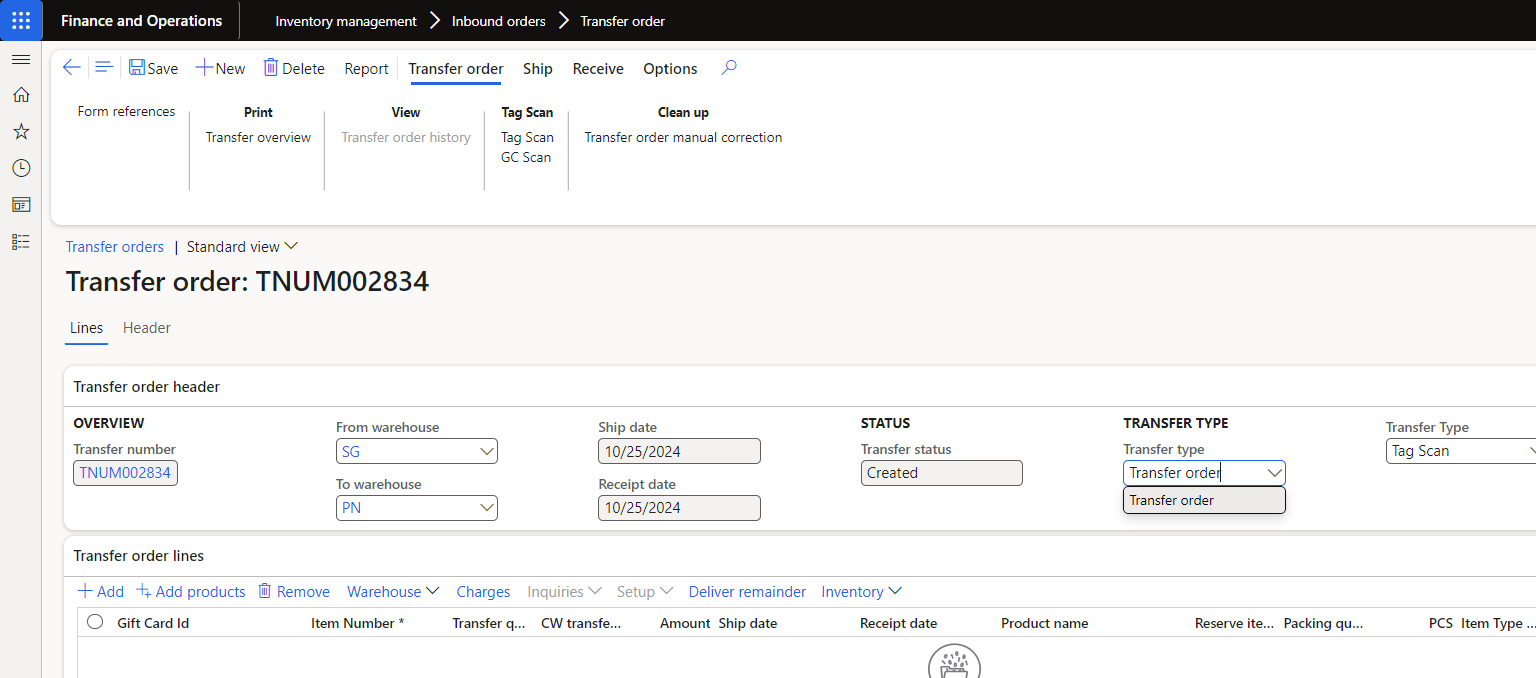 Finance and Operations
Inventory management
Inbound orders
Transfer order
Save
New
Delete
Report
Transfer order
Ship
Receive
Options
Form references
Print
Transfer overview
View
Transfer order history
Tag Scan
Tag Scan
GC Scan
Clean up
Transfer order manual correction
Transfer orders | Standard view
Transfer order: TNUM002834
Lines
Header
Transfer order header
OVERVIEW
Transfer number
TNUM002834
From warehouse
SG
To warehouse
PN
Ship date
10/25/2024
Receipt date
10/25/2024
STATUS
Transfer status
Created
TRANSFER TYPE
Transfer type
Transfer order
Transfer order
Transfer Type
Tag Scan
Transfer order lines
Add
Add products
Remove
Warehouse
Charges
Inquiries
Setup
Deliver remainder
Inventory
Gift Card Id
Item Number *
Transfer q...
CW transfe...
Amount
Ship date
Receipt date
Product name
Reserve ite...
Packing qu...
PCS
Item Type ...